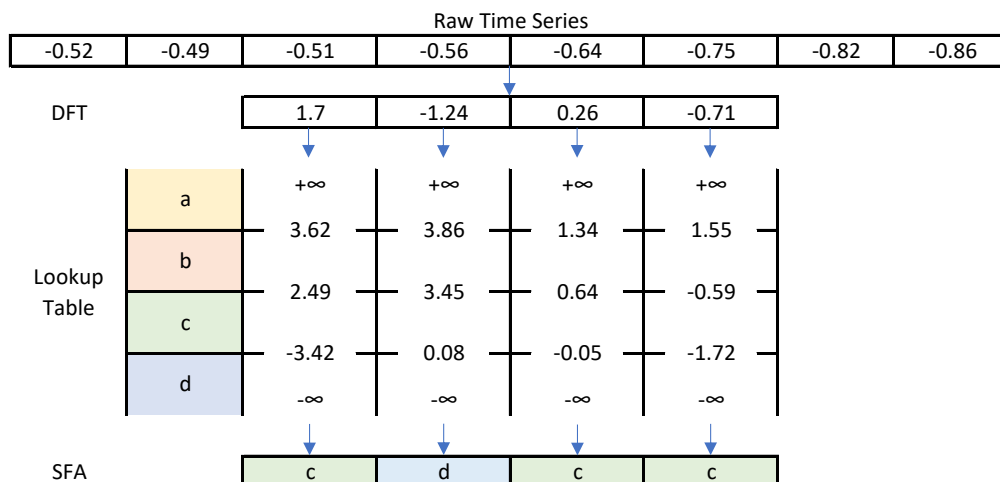 Raw Time Series
-0.52 -0.49 -0.51 -0.56 -0.64 -0.75 -0.82 -0.86
DFT 1.7 -1.24 0.26 -0.71
+∞ +∞ +∞ +∞
a
3.62 3.86 1.34 1.55
b
Lookup
Table
2.49 3.45 0.64 -0.59
c
-3.42 0.08 -0.05 -1.72
d
-∞ -∞ -∞ -∞
SFA c d c c